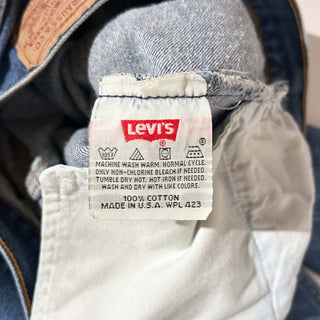 LEVI'S
®
105F
MACHINE WASH WARM. NORMAL CYCLE.
ONLY NON-CHLORINE BLEACH IF NEEDED.
TUMBLE DRY HOT. HOT IRON IF NEEDED.
WASH AND DRY WITH LIKE COLORS.
100% COTTON
MADE IN U.S.A. WPL 423